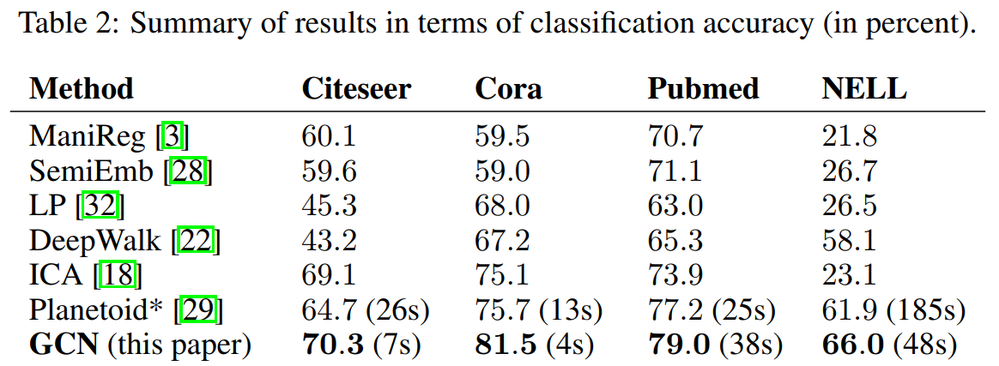 Table 2: Summary of results in terms of classification accuracy (in percent).
Method Citeseer Cora Pubmed NELL
ManiReg [3] 60.1 59.5 70.7 21.8
SemiEmb [28] 59.6 59.0 71.1 26.7
LP [32] 45.3 68.0 63.0 26.5
DeepWalk [22] 43.2 67.2 65.3 58.1
ICA [18] 69.1 75.1 73.9 23.1
Planetoid* [29] 64.7 (26s) 75.7 (13s) 77.2 (25s) 61.9 (185s)
GCN (this paper) 70.3 (7s) 81.5 (4s) 79.0 (38s) 66.0 (48s)